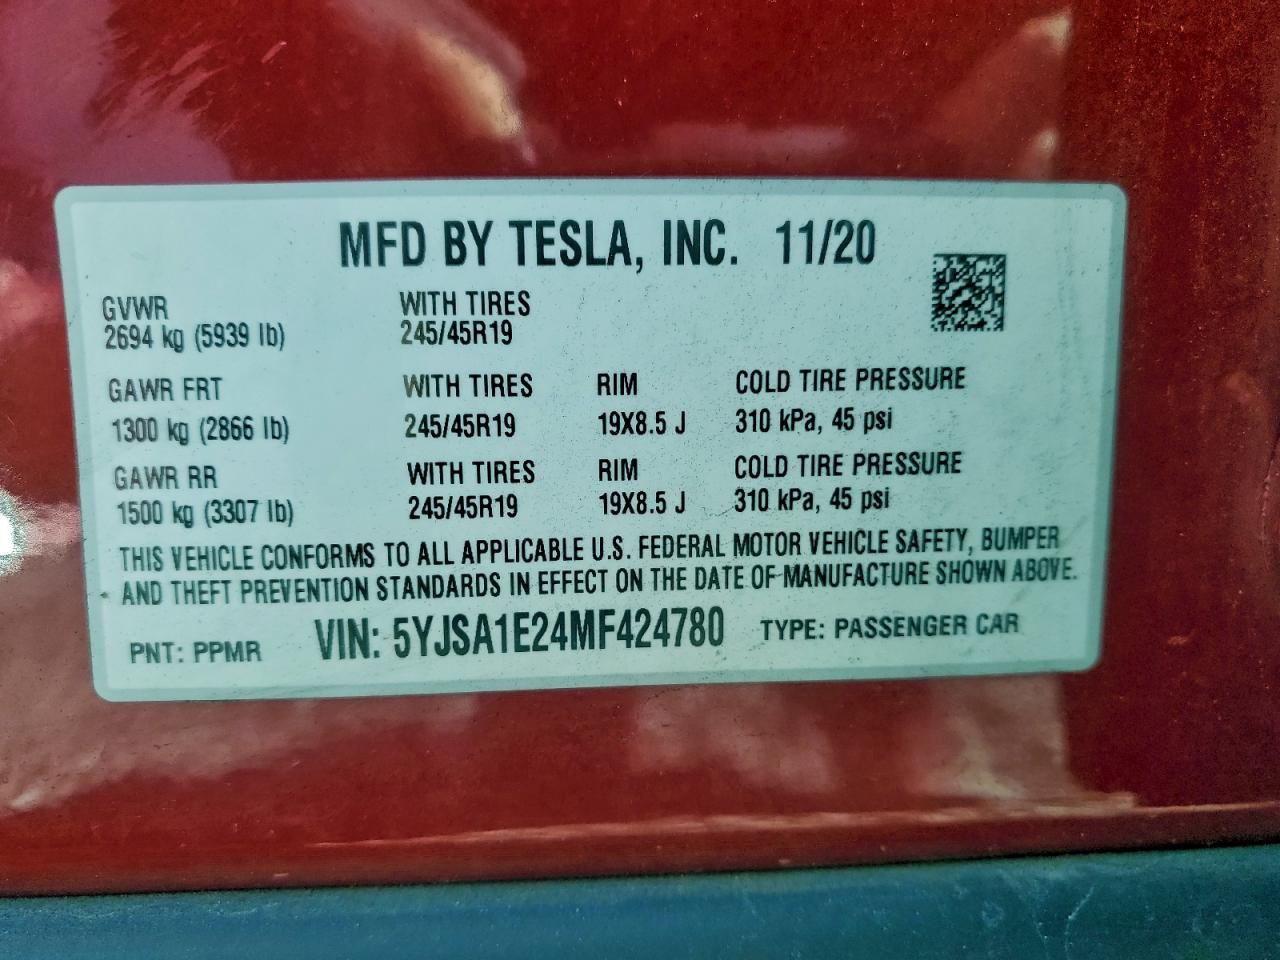 MFD BY TESLA, INC. 11/20
GVWR WITH TIRES
2694 kg (5939 lb) 245/45R19
GAWR FRT WITH TIRES RIM COLD TIRE PRESSURE
1300 kg (2866 lb) 245/45R19 19X8.5 J 310 kPa, 45 psi
GAWR RR WITH TIRES RIM COLD TIRE PRESSURE
1500 kg (3307 lb) 245/45R19 19X8.5 J 310 kPa, 45 psi
THIS VEHICLE CONFORMS TO ALL APPLICABLE U.S. FEDERAL MOTOR VEHICLE SAFETY, BUMPER
AND THEFT PREVENTION STANDARDS IN EFFECT ON THE DATE OF MANUFACTURE SHOWN ABOVE.
PNT: PPMR VIN: 5YJSA1E24MF424780 TYPE: PASSENGER CAR